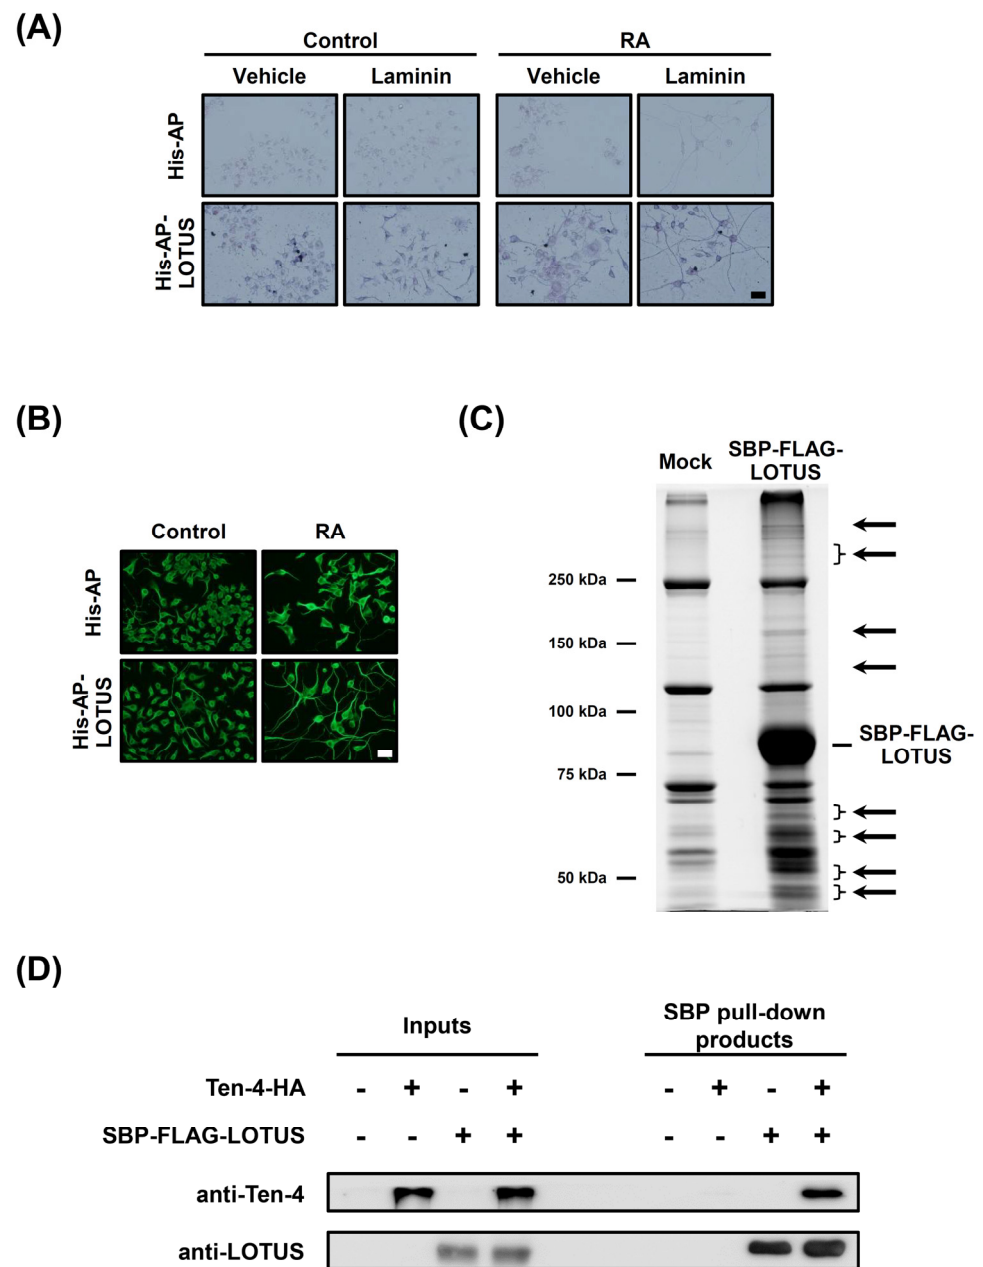 (A)
Control
RA
Vehicle
Laminin
Vehicle
Laminin
His-AP
His-AP-
LOTUS
(B)
Control
RA
His-AP
His-AP-
LOTUS
(C)
Mock
SBP-FLAG-
LOTUS
250 kDa
150 kDa
100 kDa
SBP-FLAG-
LOTUS
75 kDa
50 kDa
(D)
Inputs
SBP pull-down
products
Ten-4-HA - + - + - + - +
SBP-FLAG-LOTUS - - + + - - + +
anti-Ten-4
anti-LOTUS